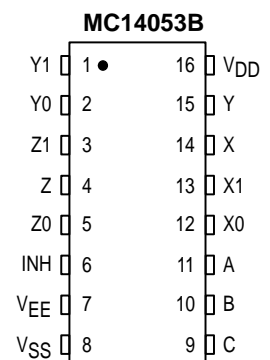 MC14053B
Y1 1 16 VDD
Y0 2 15 Y
Z1 3 14 X
Z 4 13 X1
Z0 5 12 X0
INH 6 11 A
VEE 7 10 B
VSS 8 9 C